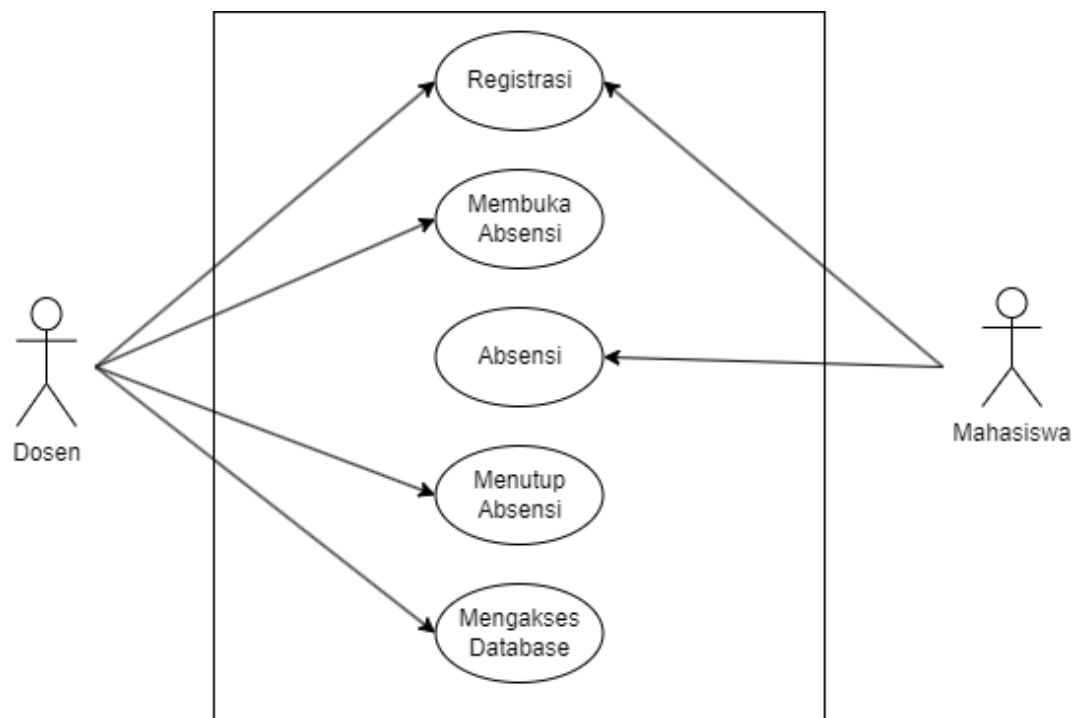 Registrasi
Membuka
Absensi
Absensi
Menutup
Absensi
Mengakses
Database
Dosen
Mahasiswa